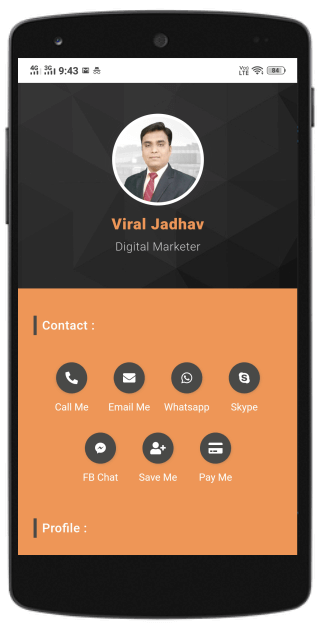 4G 3G 9:43 VoD LTE 84
Viral Jadhav
Digital Marketer
Contact :
Call Me Email Me Whatsapp Skype
FB Chat Save Me Pay Me
Profile :